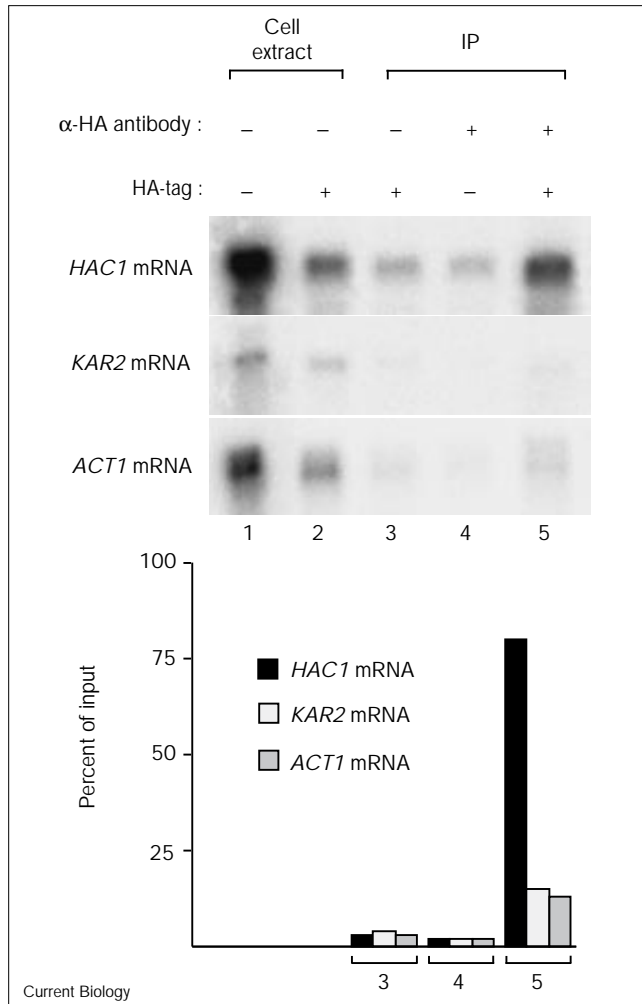 Cell extract IP
α-HA antibody : – – – + +
HA-tag : – + + – +
HAC1 mRNA
KAR2 mRNA
ACT1 mRNA
1 2 3 4 5
100
75
50
25
Percent of input
HAC1 mRNA
KAR2 mRNA
ACT1 mRNA
3 4 5
Current Biology